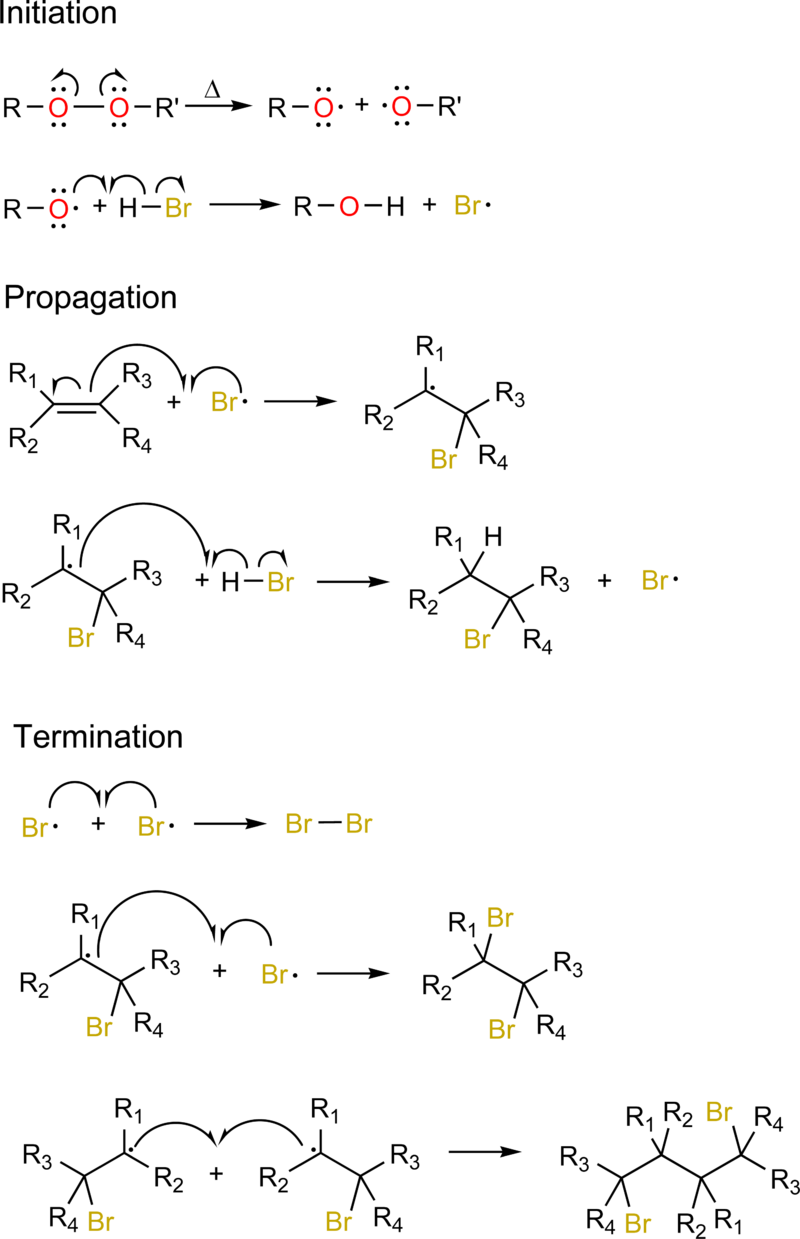 Initiation
R–O–O–R' Δ R–O· + ·O–R'
R–O· + H–Br R–O–H + Br·
Propagation
R1 R3 R2 R4 + Br· R1 R2 R3 Br R4
R1 R2 R3 Br R4 + H–Br R1 H R2 R3 Br R4 + Br·
Termination
Br· + Br· Br–Br
R1 R2 R3 Br R4 + Br· R1 Br R2 R3 Br R4
R1 R3 R2 R4 Br + R1 R2 R3 Br R4 R1 R2 Br R4 R3 R3 R4 Br R2 R1